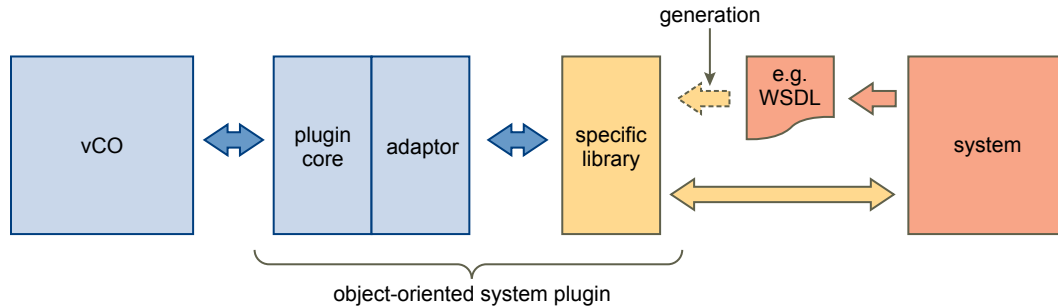 generation
vCO
plugin
core
adaptor
specific
library
e.g.
WSDL
system
object-oriented system plugin